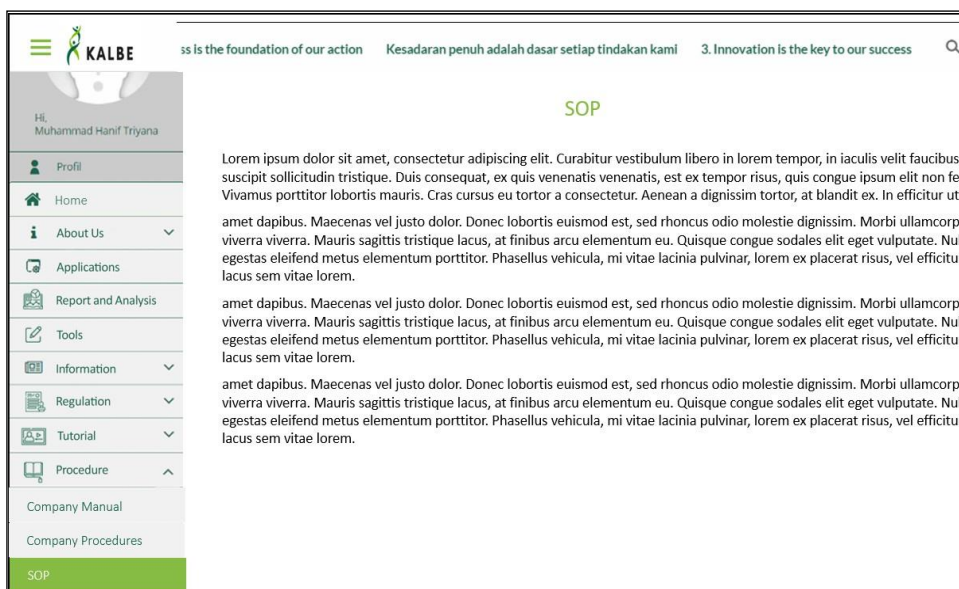 KALBE
ss is the foundation of our action Kesadaran penuh adalah dasar setiap tindakan kami 3. Innovation is the key to our success
Hi,
Muhammad Hanif Triyana
Profil
Home
About Us
Applications
Report and Analysis
Tools
Information
Regulation
Tutorial
Procedure
Company Manual
Company Procedures
SOP
SOP
Lorem ipsum dolor sit amet, consectetur adipiscing elit. Curabitur vestibulum libero in lorem tempor, in iaculis velit faucibus
suscipit sollicitudin tristique. Duis consequat, ex quis venenatis venenatis, est ex tempor risus, quis congue ipsum elit non fe
Vivamus porttitor lobortis mauris. Cras cursus eu tortor a consectetur. Aenean a dignissim tortor, at blandit ex. In efficitur ut
amet dapibus. Maecenas vel justo dolor. Donec lobortis euismod est, sed rhoncus odio molestie dignissim. Morbi ullamcorp
viverra viverra. Mauris sagittis tristique lacus, at finibus arcu elementum eu. Quisque congue sodales elit eget vulputate. Nu
egestas eleifend metus elementum porttitor. Phasellus vehicula, mi vitae lacinia pulvinar, lorem ex placerat risus, vel efficitu
lacus sem vitae lorem.
amet dapibus. Maecenas vel justo dolor. Donec lobortis euismod est, sed rhoncus odio molestie dignissim. Morbi ullamcorp
viverra viverra. Mauris sagittis tristique lacus, at finibus arcu elementum eu. Quisque congue sodales elit eget vulputate. Nu
egestas eleifend metus elementum porttitor. Phasellus vehicula, mi vitae lacinia pulvinar, lorem ex placerat risus, vel efficitu
lacus sem vitae lorem.
amet dapibus. Maecenas vel justo dolor. Donec lobortis euismod est, sed rhoncus odio molestie dignissim. Morbi ullamcorp
viverra viverra. Mauris sagittis tristique lacus, at finibus arcu elementum eu. Quisque congue sodales elit eget vulputate. Nu
egestas eleifend metus elementum porttitor. Phasellus vehicula, mi vitae lacinia pulvinar, lorem ex placerat risus, vel efficitu
lacus sem vitae lorem.